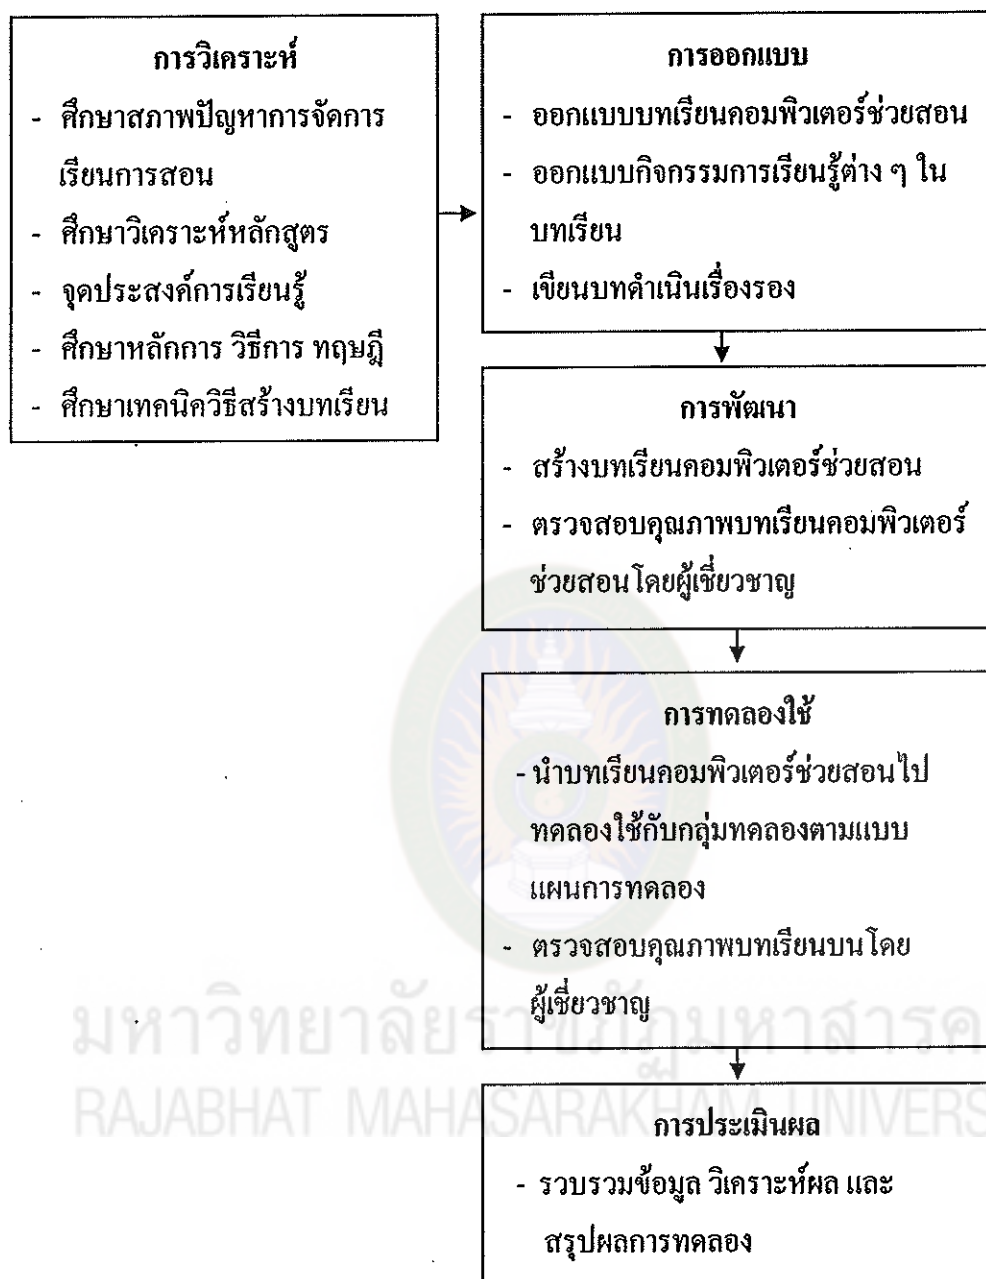 การวิเคราะห์
- ศึกษาสภาพปัญหาการจัดการ
เรียนการสอน
- ศึกษาวิเคราะห์หลักสูตร
- จุดประสงค์การเรียนรู้
- ศึกษาหลักการ วิธีการ ทฤษฎี
- ศึกษาเทคนิควิธีสร้างบทเรียน
การออกแบบ
- ออกแบบบทเรียนคอมพิวเตอร์ช่วยสอน
- ออกแบบกิจกรรมการเรียนรู้ต่าง ๆ ใน
บทเรียน
- เขียนบทดำเนินเรื่องรอง
การพัฒนา
- สร้างบทเรียนคอมพิวเตอร์ช่วยสอน
- ตรวจสอบคุณภาพบทเรียนคอมพิวเตอร์
ช่วยสอนโดยผู้เชี่ยวชาญ
การทดลองใช้
- นำบทเรียนคอมพิวเตอร์ช่วยสอนไป
ทดลองใช้กับกลุ่มทดลองตามแบบ
แผนการทดลอง
- ตรวจสอบคุณภาพบทเรียนบนโดย
ผู้เชี่ยวชาญ
มหาวิทยาลัยราชภัฏมหาสารค
RAJABHAT MAHASARAKHAM UNIVERS
การประเมินผล
- รวบรวมข้อมูล วิเคราะห์ผล และ
สรุปผลการทดลอง